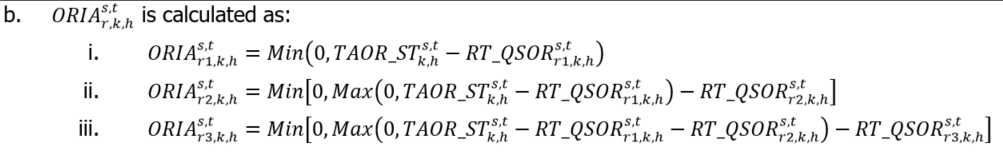 b. ORIA^{s,t}_{r,k,h} is calculated as:
i. ORIA^{s,t}_{r1,k,h} = Min(0, TAOR_ST^{s,t}_{k,h} − RT_QSOR^{s,t}_{r1,k,h})
ii. ORIA^{s,t}_{r2,k,h} = Min[0, Max(0, TAOR_ST^{s,t}_{k,h} − RT_QSOR^{s,t}_{r1,k,h}) − RT_QSOR^{s,t}_{r2,k,h}]
iii. ORIA^{s,t}_{r3,k,h} = Min[0, Max(0, TAOR_ST^{s,t}_{k,h} − RT_QSOR^{s,t}_{r1,k,h} − RT_QSOR^{s,t}_{r2,k,h}) − RT_QSOR^{s,t}_{r3,k,h}]